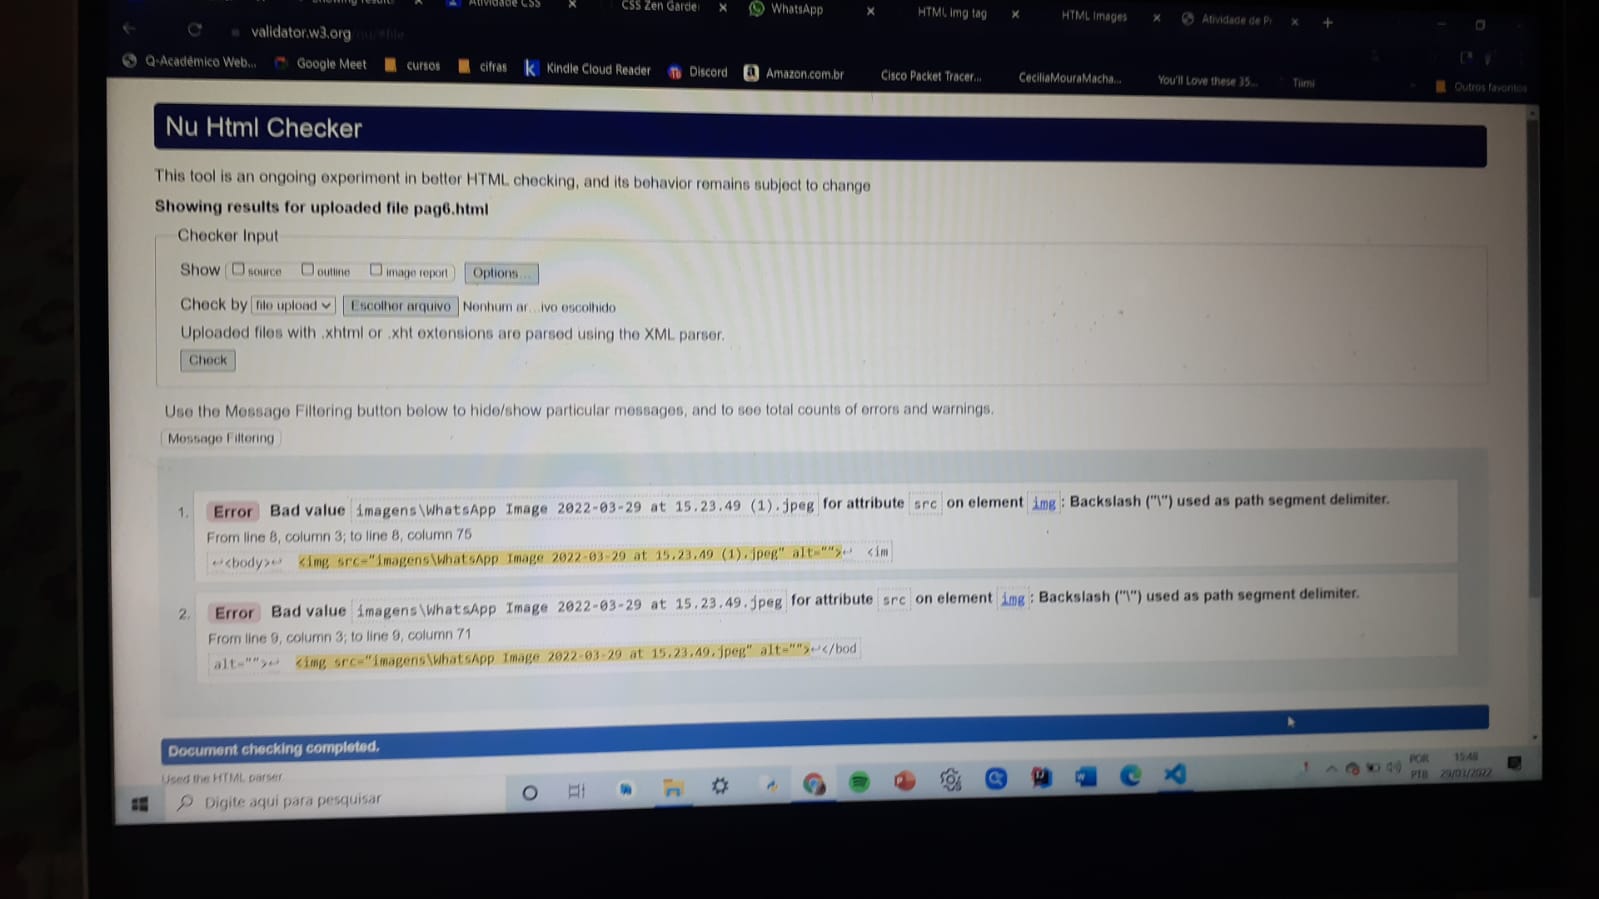 Atividade CSS
CSS Zen Garde
WhatsApp
HTML img tag
HTML Images
Atividade de P
validator.w3.org
Q-Acadêmico Web...
Google Meet
cursos
cifras
Kindle Cloud Reader
Discord
Amazon.com.br
Cisco Packet Tracer...
CeciliaMouraMacha...
You'll Love these 35...
Tiimi
Outros favoritos
Nu Html Checker
This tool is an ongoing experiment in better HTML checking, and its behavior remains subject to change
Showing results for uploaded file pag6.html
Checker Input
Show source outline image report Options...
Check by file upload Escolher arquivo Nenhum ar...ivo escolhido
Uploaded files with .xhtml or .xht extensions are parsed using the XML parser.
Check
Use the Message Filtering button below to hide/show particular messages, and to see total counts of errors and warnings.
Message Filtering
1. Error Bad value imagens\WhatsApp Image 2022-03-29 at 15.23.49 (1).jpeg for attribute src on element img: Backslash ("\") used as path segment delimiter.
From line 8, column 3; to line 8, column 75
↩<body>↩ <img src="imagens\WhatsApp Image 2022-03-29 at 15.23.49 (1).jpeg" alt="">↩ <im
2. Error Bad value imagens\WhatsApp Image 2022-03-29 at 15.23.49.jpeg for attribute src on element img: Backslash ("\") used as path segment delimiter.
From line 9, column 3; to line 9, column 71
alt="">↩ <img src="imagens\WhatsApp Image 2022-03-29 at 15.23.49.jpeg" alt="">↩</bod
Document checking completed.
Used the HTML parser
Digite aqui para pesquisar
POR 15:48
PTB 29/03/2022